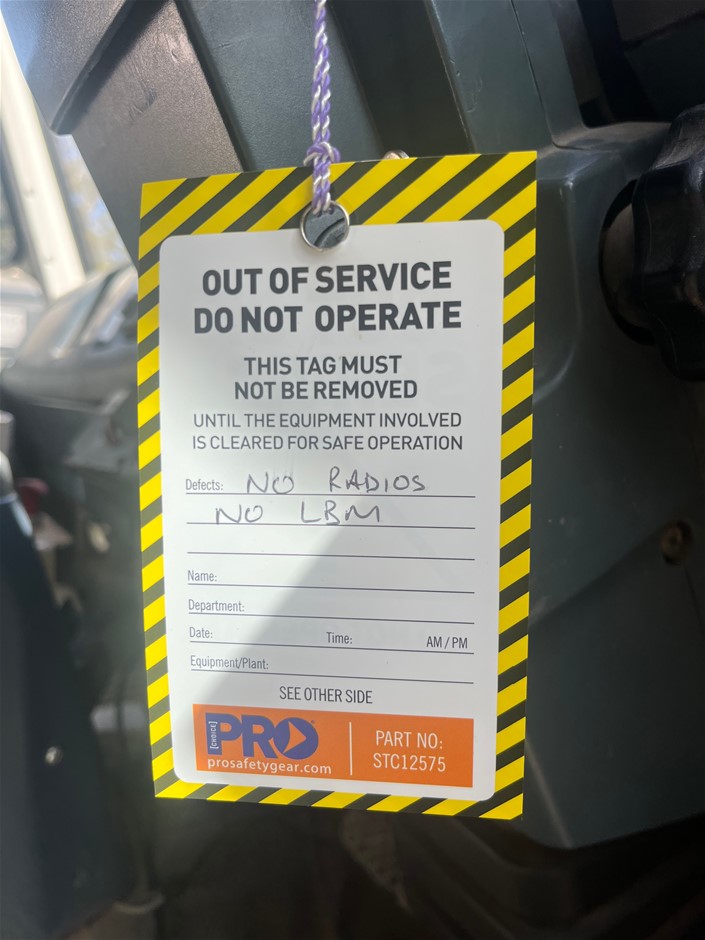 OUT OF SERVICE
DO NOT OPERATE
THIS TAG MUST
NOT BE REMOVED
UNTIL THE EQUIPMENT INVOLVED
IS CLEARED FOR SAFE OPERATION
Defects: NO RADIOS
NO LBM
Name:
Department:
Date: Time: AM / PM
Equipment/Plant:
SEE OTHER SIDE
[CHOICE] PRO®
prosafetygear.com
PART NO:
STC12575